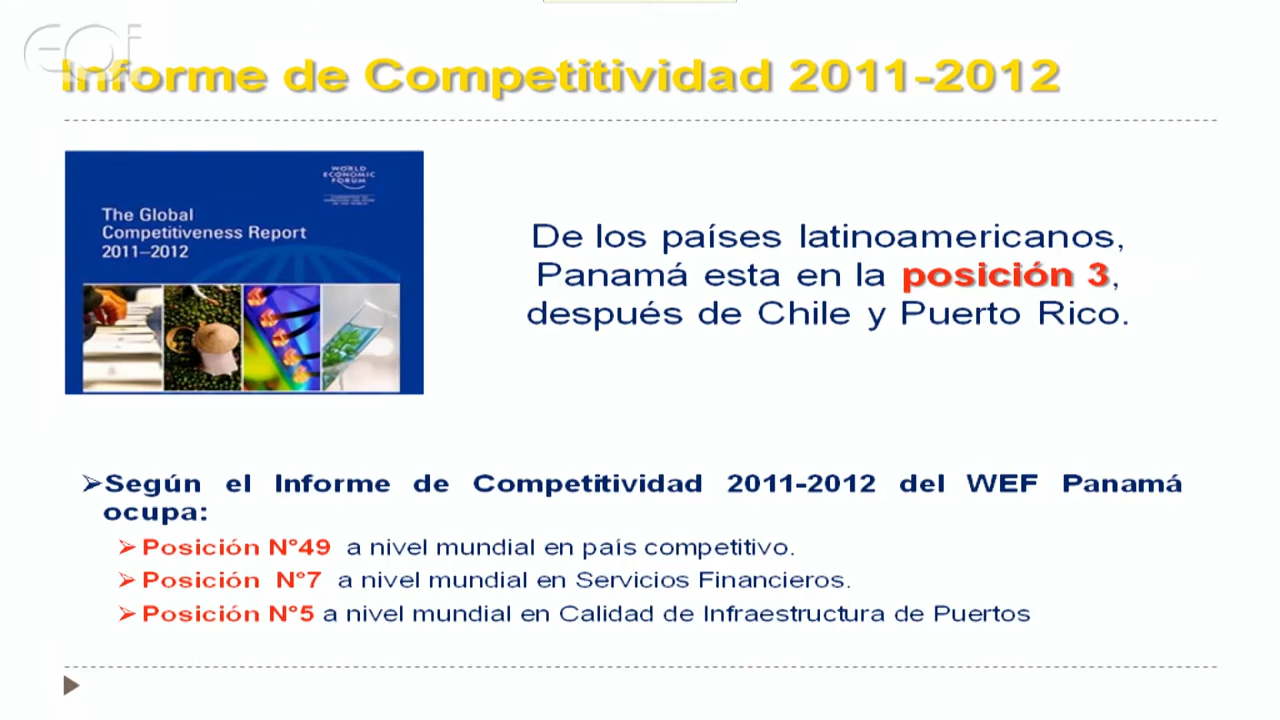 eoi
Informe de Competitividad 2011-2012
WORLD
ECONOMIC
FORUM
The Global
Competitiveness Report
2011–2012
De los países latinoamericanos,
Panamá esta en la posición 3,
después de Chile y Puerto Rico.
➢Según el Informe de Competitividad 2011-2012 del WEF Panamá
ocupa:
➢Posición N°49 a nivel mundial en país competitivo.
➢Posición N°7 a nivel mundial en Servicios Financieros.
➢Posición N°5 a nivel mundial en Calidad de Infraestructura de Puertos